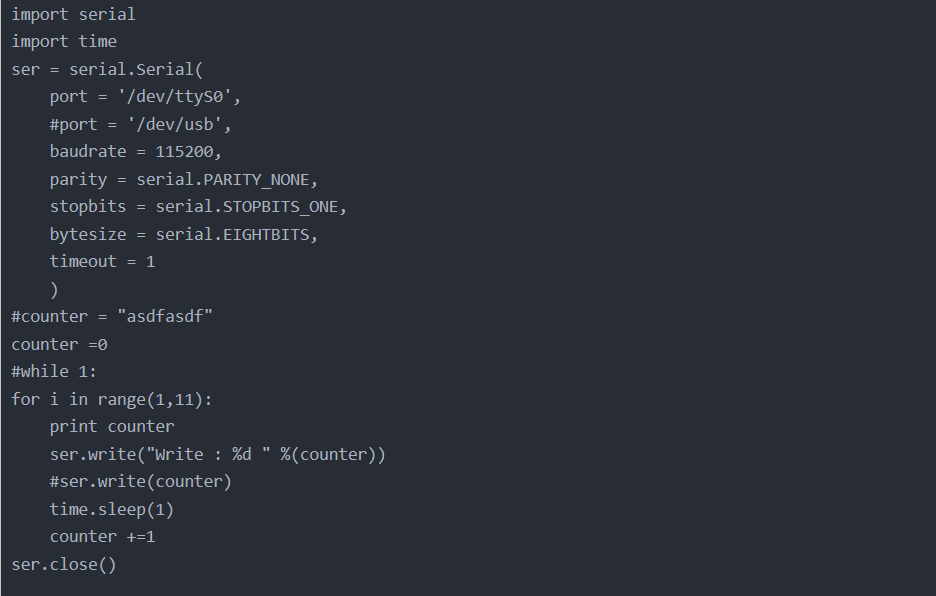 import serial
import time
ser = serial.Serial(
    port = '/dev/ttyS0',
    #port = '/dev/usb',
    baudrate = 115200,
    parity = serial.PARITY_NONE,
    stopbits = serial.STOPBITS_ONE,
    bytesize = serial.EIGHTBITS,
    timeout = 1
    )
#counter = "asdfasdf"
counter =0
#while 1:
for i in range(1,11):
    print counter
    ser.write("Write : %d " %(counter))
    #ser.write(counter)
    time.sleep(1)
    counter +=1
ser.close()